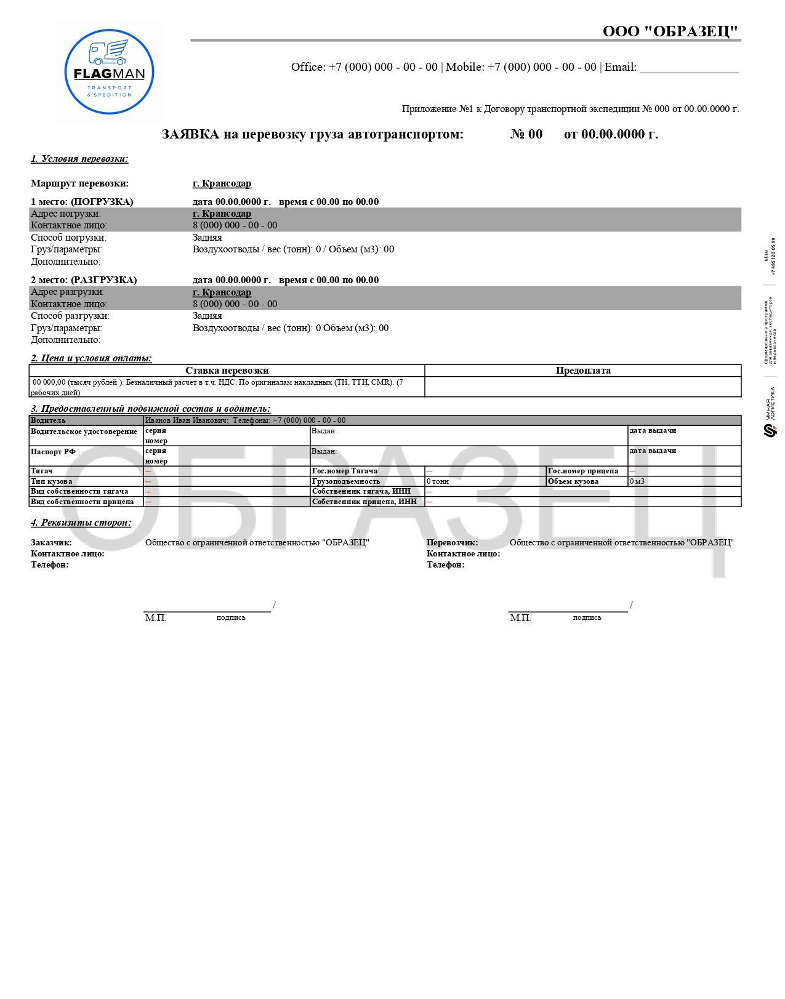 ООО "ОБРАЗЕЦ"
FLAGMAN
TRANSPORT
& SPEDITION
Office: +7 (000) 000 - 00 - 00 | Mobile: +7 (000) 000 - 00 - 00 | Email: ________________
Приложение №1 к Договору транспортной экспедиции № 000 от 00.00.0000 г.
ЗАЯВКА на перевозку груза автотранспортом: № 00 от 00.00.0000 г.
1. Условия перевозки:
Маршрут перевозки: г. Крансодар
1 место: (ПОГРУЗКА) дата 00.00.0000 г. время с 00.00 по 00.00
Адрес погрузки: г. Крансодар
Контактное лицо: 8 (000) 000 - 00 - 00
Способ погрузки: Задняя
Груз/параметры: Воздухоотводы / вес (тонн): 0 / Объем (м3): 00
Дополнительно:
2 место: (РАЗГРУЗКА) дата 00.00.0000 г. время с 00.00 по 00.00
Адрес разгрузки: г. Крансодар
Контактное лицо: 8 (000) 000 - 00 - 00
Способ разгрузки: Задняя
Груз/параметры: Воздухоотводы / вес (тонн): 0 Объем (м3): 00
Дополнительно:
2. Цена и условия оплаты:
Ставка перевозки Предоплата
00 000,00 (тысяч рублей ). Безналичный расчет в т.ч. НДС. По оригиналам накладных (ТН, ТТН, CMR). (7
рабочих дней)
3. Предоставленный подвижной состав и водитель:
Водитель Иванов Иван Иванович; Телефоны: +7 (000) 000 - 00 - 00
Водительское удостоверение серия Выдан: дата выдачи
номер
Паспорт РФ серия Выдан: дата выдачи
номер
Тягач — Гос.номер Тягача — Гос.номер прицепа —
Тип кузова — Грузоподъемность 0 тонн Объем кузова 0 м3
Вид собственности тягача — Собственник тягача, ИНН —
Вид собственности прицепа — Собственник прицепа, ИНН —
ОБРАЗЕЦ
4. Реквизиты сторон:
Заказчик: Общество с ограниченной ответственностью "ОБРАЗЕЦ" Перевозчик: Общество с ограниченной ответственностью "ОБРАЗЕЦ"
Контактное лицо: Контактное лицо:
Телефон: Телефон:
/ /
М.П. подпись М.П. подпись
УМНАЯ
ЛОГИСТИКА
Сформировано в программе
для заказчиков, экспедиторов
и перевозчиков
ul.su
+7 495 120 05 90